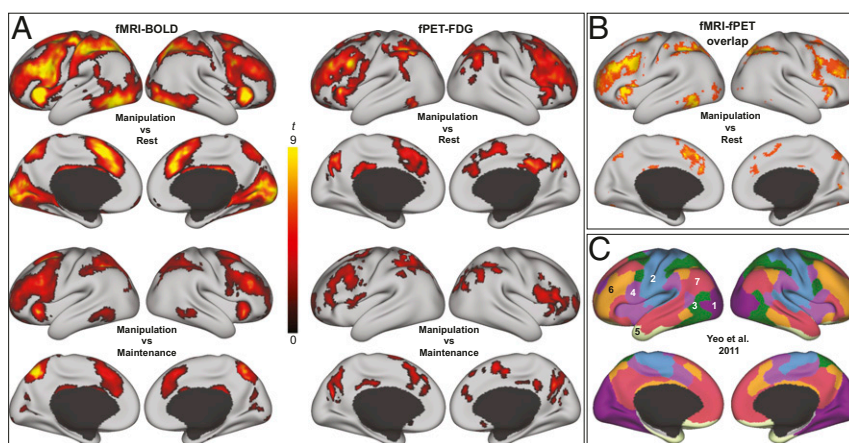 A
fMRI-BOLD
fPET-FDG
Manipulation
vs
Rest
Manipulation
vs
Rest
t
9
0
Manipulation
vs
Maintenance
Manipulation
vs
Maintenance
B
fMRI-fPET
overlap
Manipulation
vs
Rest
C
2
7
6
4
3
1
5
Yeo et al.
2011